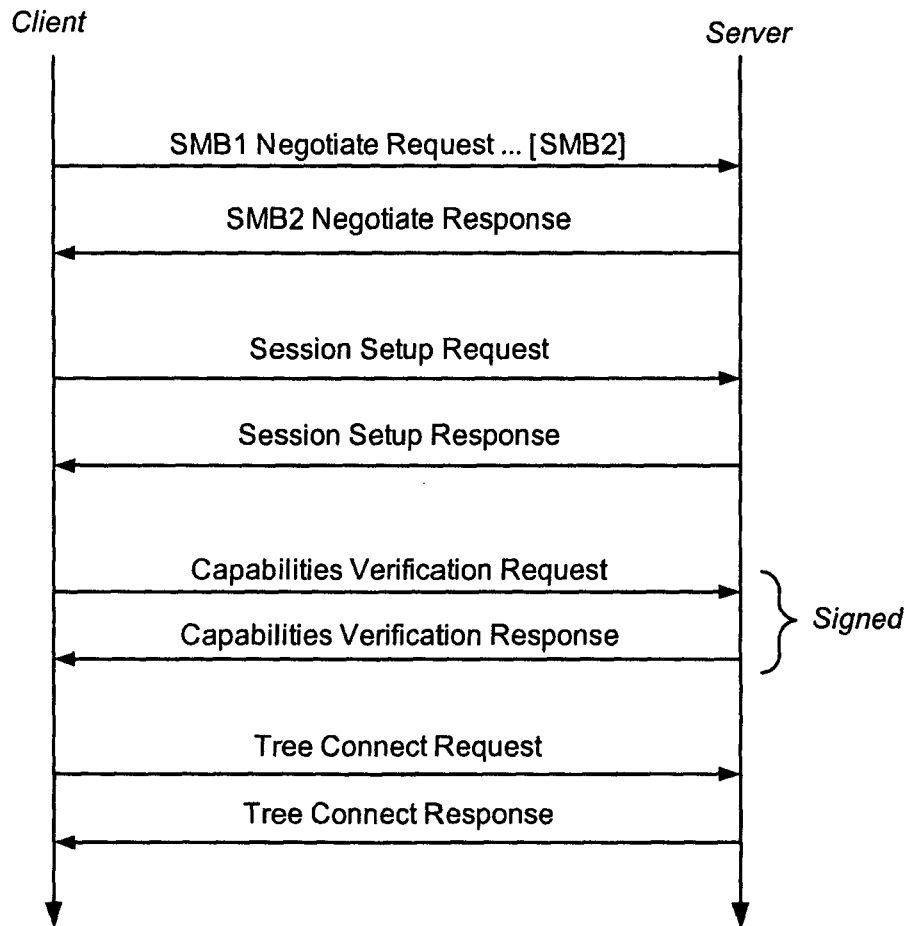 Client
Server
SMB1 Negotiate Request ... [SMB2]
SMB2 Negotiate Response
Session Setup Request
Session Setup Response
Capabilities Verification Request
Signed
Capabilities Verification Response
Tree Connect Request
Tree Connect Response